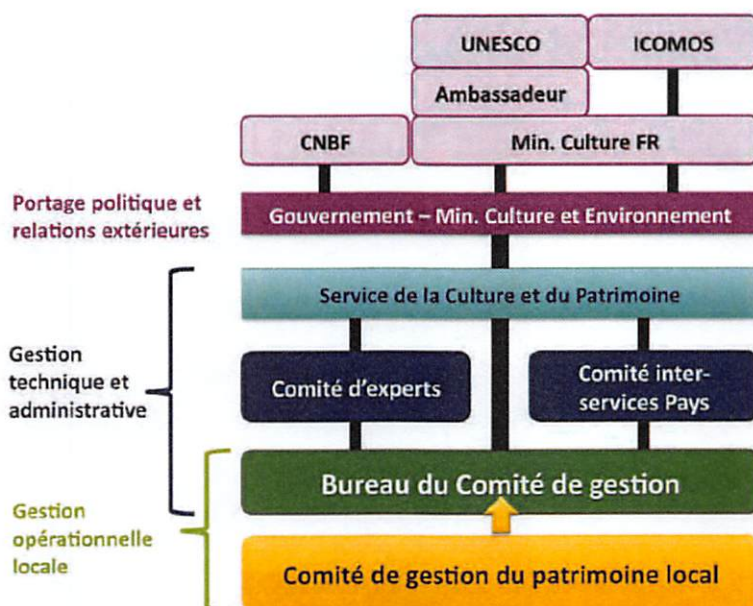 UNESCO
ICOMOS
Ambassadeur
CNBF
Min. Culture FR
Portage politique et
relations extérieures
Gouvernement – Min. Culture et Environnement
Service de la Culture et du Patrimoine
Gestion
technique et
administrative
Comité d'experts
Comité inter-
services Pays
Bureau du Comité de gestion
Gestion
opérationnelle
locale
Comité de gestion du patrimoine local